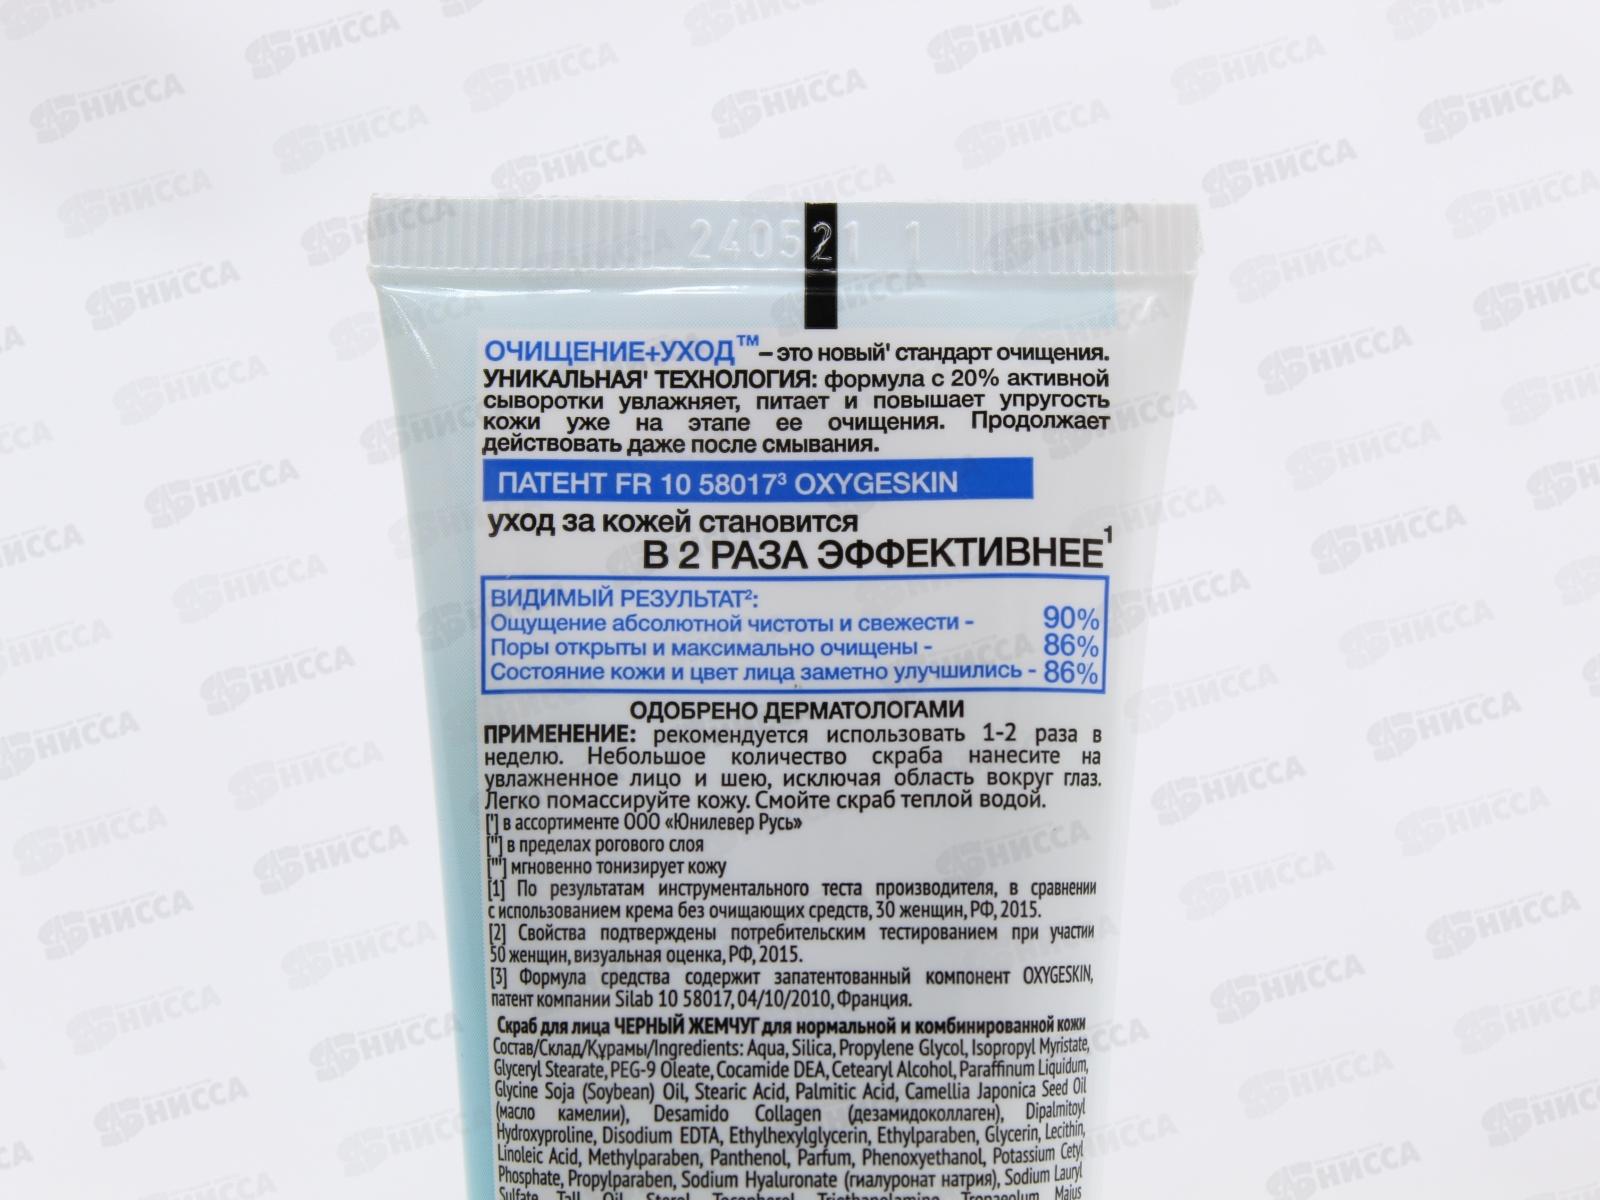 240521 1
ОЧИЩЕНИЕ+УХОД™ – это новый' стандарт очищения.
УНИКАЛЬНАЯ' ТЕХНОЛОГИЯ: формула с 20% активной
сыворотки увлажняет, питает и повышает упругость
кожи уже на этапе ее очищения. Продолжает
действовать даже после смывания.
ПАТЕНТ FR 10 58017³ OXYGESKIN
уход за кожей становится
В 2 РАЗА ЭФФЕКТИВНЕЕ¹
ВИДИМЫЙ РЕЗУЛЬТАТ²:
Ощущение абсолютной чистоты и свежести - 90%
Поры открыты и максимально очищены - 86%
Состояние кожи и цвет лица заметно улучшились - 86%
ОДОБРЕНО ДЕРМАТОЛОГАМИ
ПРИМЕНЕНИЕ: рекомендуется использовать 1-2 раза в
неделю. Небольшое количество скраба нанесите на
увлажненное лицо и шею, исключая область вокруг глаз.
Легко помассируйте кожу. Смойте скраб теплой водой.
['] в ассортименте ООО «Юнилевер Русь»
[''] в пределах рогового слоя
['''] мгновенно тонизирует кожу
[1] По результатам инструментального теста производителя, в сравнении
с использованием крема без очищающих средств, 30 женщин, РФ, 2015.
[2] Свойства подтверждены потребительским тестированием при участии
50 женщин, визуальная оценка, РФ, 2015.
[3] Формула средства содержит запатентованный компонент OXYGESKIN,
патент компании Silab 10 58017, 04/10/2010, Франция.
Скраб для лица ЧЕРНЫЙ ЖЕМЧУГ для нормальной и комбинированной кожи
Состав/Склад/Құрамы/Ingredients: Aqua, Silica, Propylene Glycol, Isopropyl Myristate,
Glyceryl Stearate, PEG-9 Oleate, Cocamide DEA, Cetearyl Alcohol, Paraffinum Liquidum,
Glycine Soja (Soybean) Oil, Stearic Acid, Palmitic Acid, Camellia Japonica Seed Oil
(масло камелии), Desamido Collagen (дезамидоколлаген), Dipalmitoyl
Hydroxyproline, Disodium EDTA, Ethylhexylglycerin, Ethylparaben, Glycerin, Lecithin,
Linoleic Acid, Methylparaben, Panthenol, Parfum, Phenoxyethanol, Potassium Cetyl
Phosphate, Propylparaben, Sodium Hyaluronate (гиалуронат натрия), Sodium Lauryl
Sulfate, Tall Oil Sterol, Tocopherol, Triethanolamine, Tropaeolum Majus